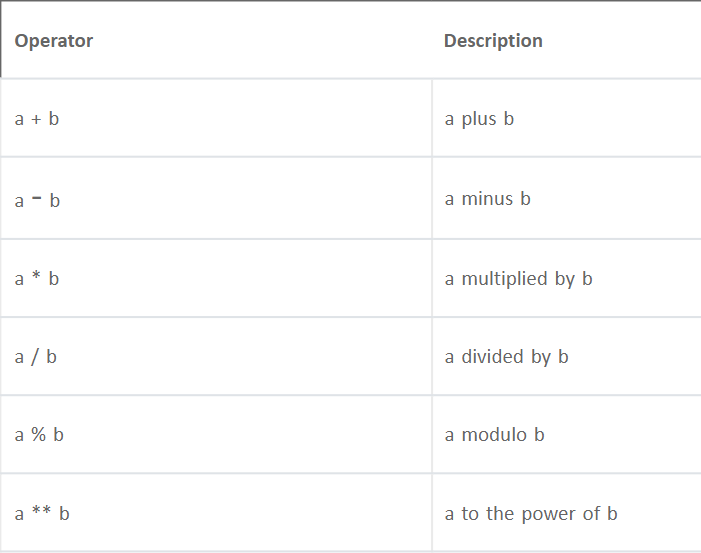 Operator Description
a + b a plus b
a - b a minus b
a * b a multiplied by b
a / b a divided by b
a % b a modulo b
a ** b a to the power of b